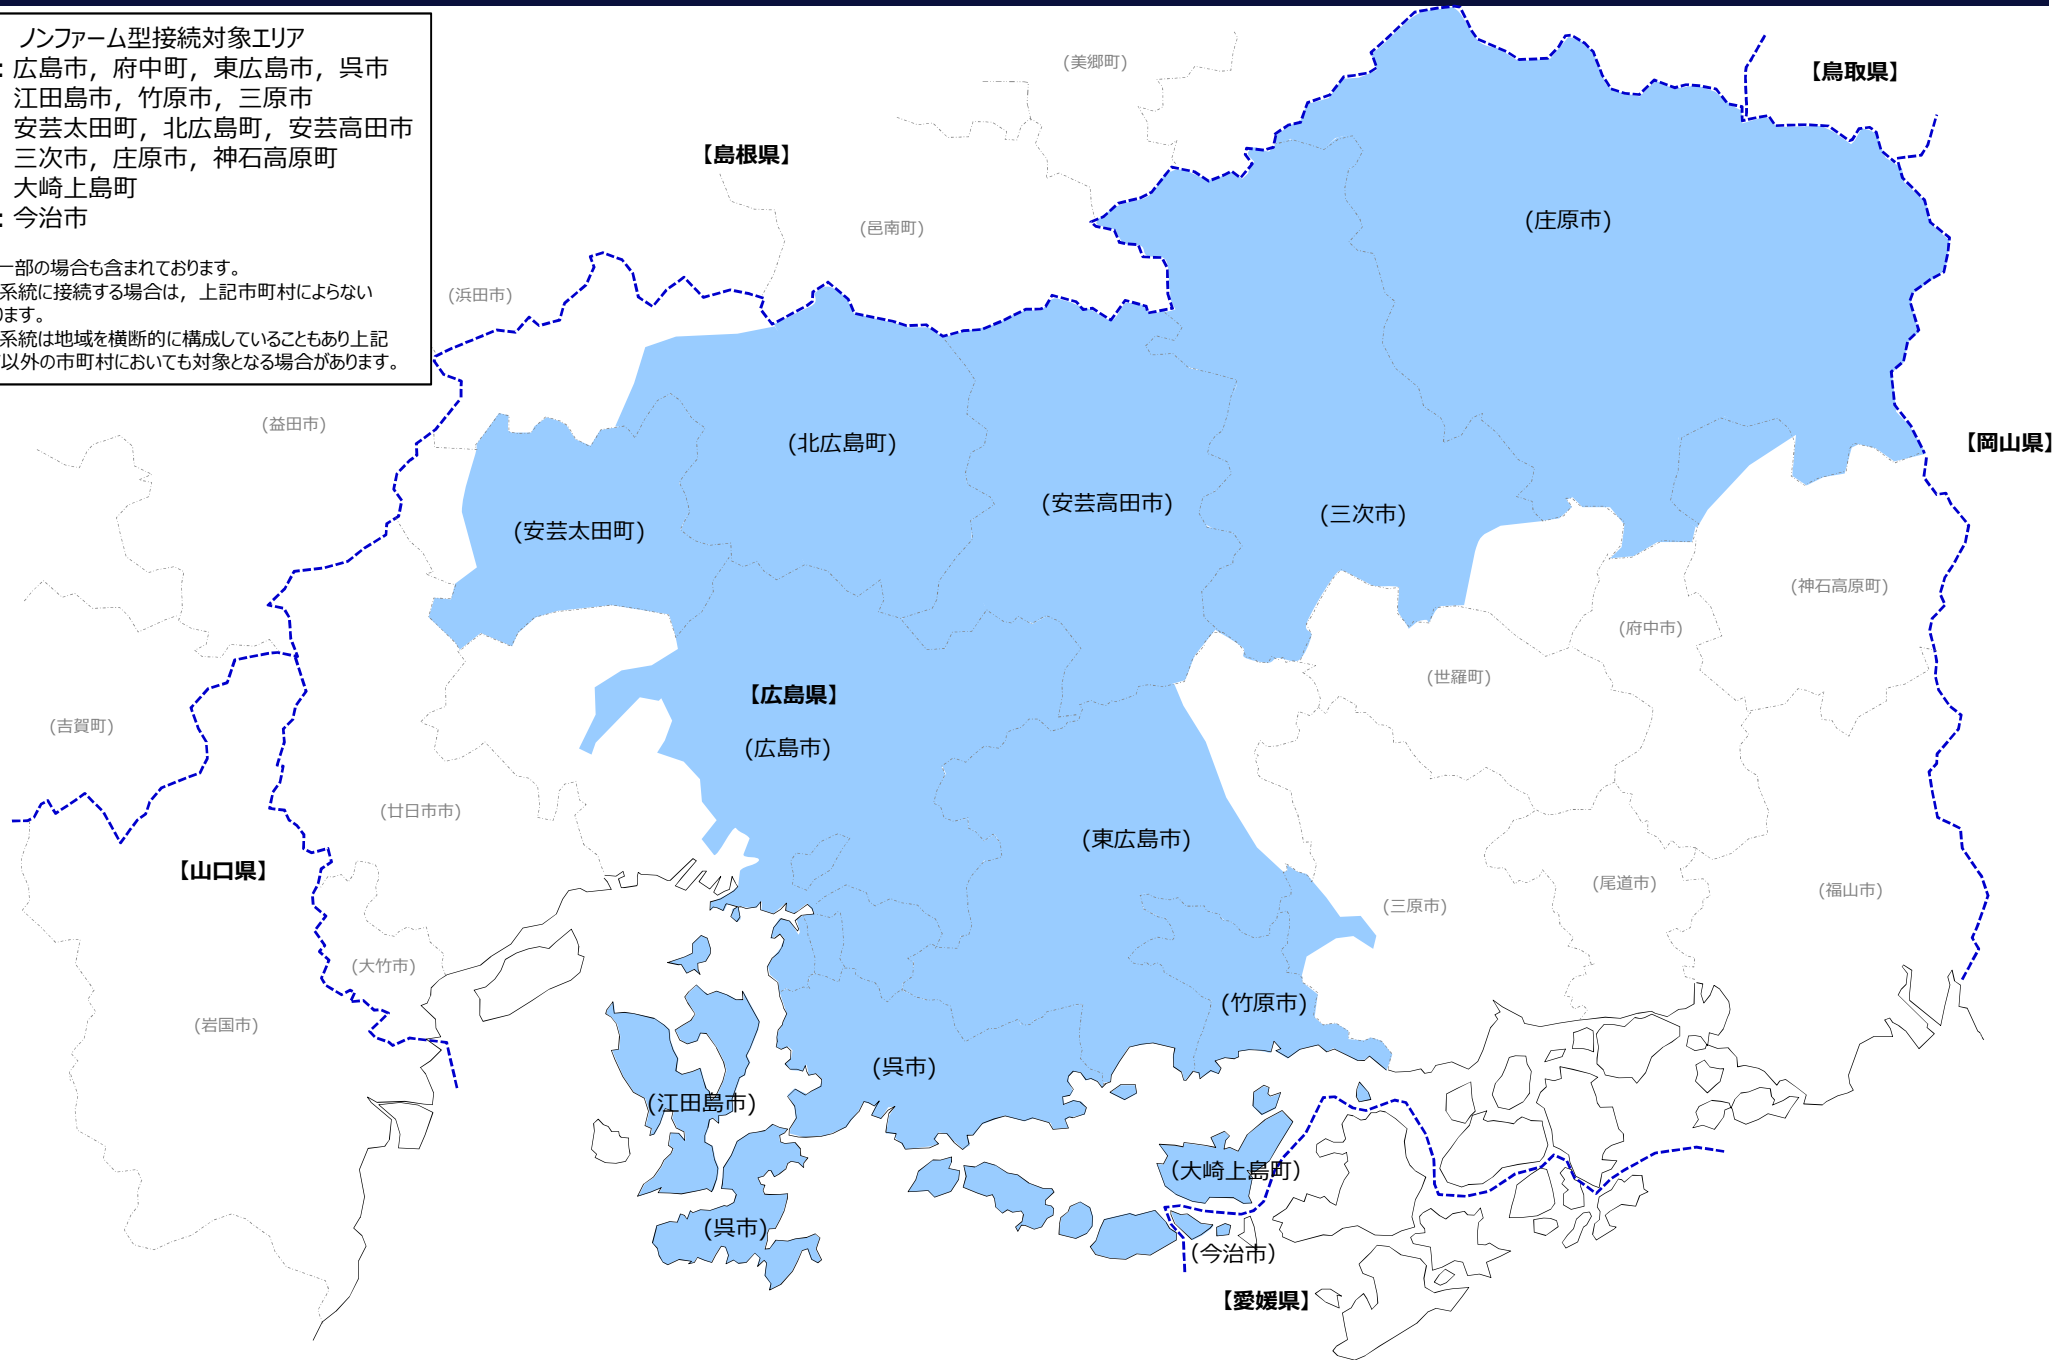 ノンファーム型接続対象エリア
: 広島市，府中町，東広島市，呉市
江田島市，竹原市，三原市
安芸太田町，北広島町，安芸高田市
三次市，庄原市，神石高原町
大崎上島町
: 今治市
一部の場合も含まれております。
系統に接続する場合は，上記市町村によらない
ります。
系統は地域を横断的に構成していることもあり上記
以外の市町村においても対象となる場合があります。
(美郷町)
【鳥取県】
【島根県】
(邑南町)
(庄原市)
(浜田市)
(益田市)
(北広島町)
【岡山県】
(安芸高田市)
(三次市)
(安芸太田町)
(神石高原町)
(府中市)
(世羅町)
【広島県】
(吉賀町)
(広島市)
(廿日市市)
(東広島市)
【山口県】
(尾道市)
(福山市)
(三原市)
(大竹市)
(竹原市)
(岩国市)
(呉市)
(江田島市)
(大崎上島町)
(呉市)
(今治市)
【愛媛県】